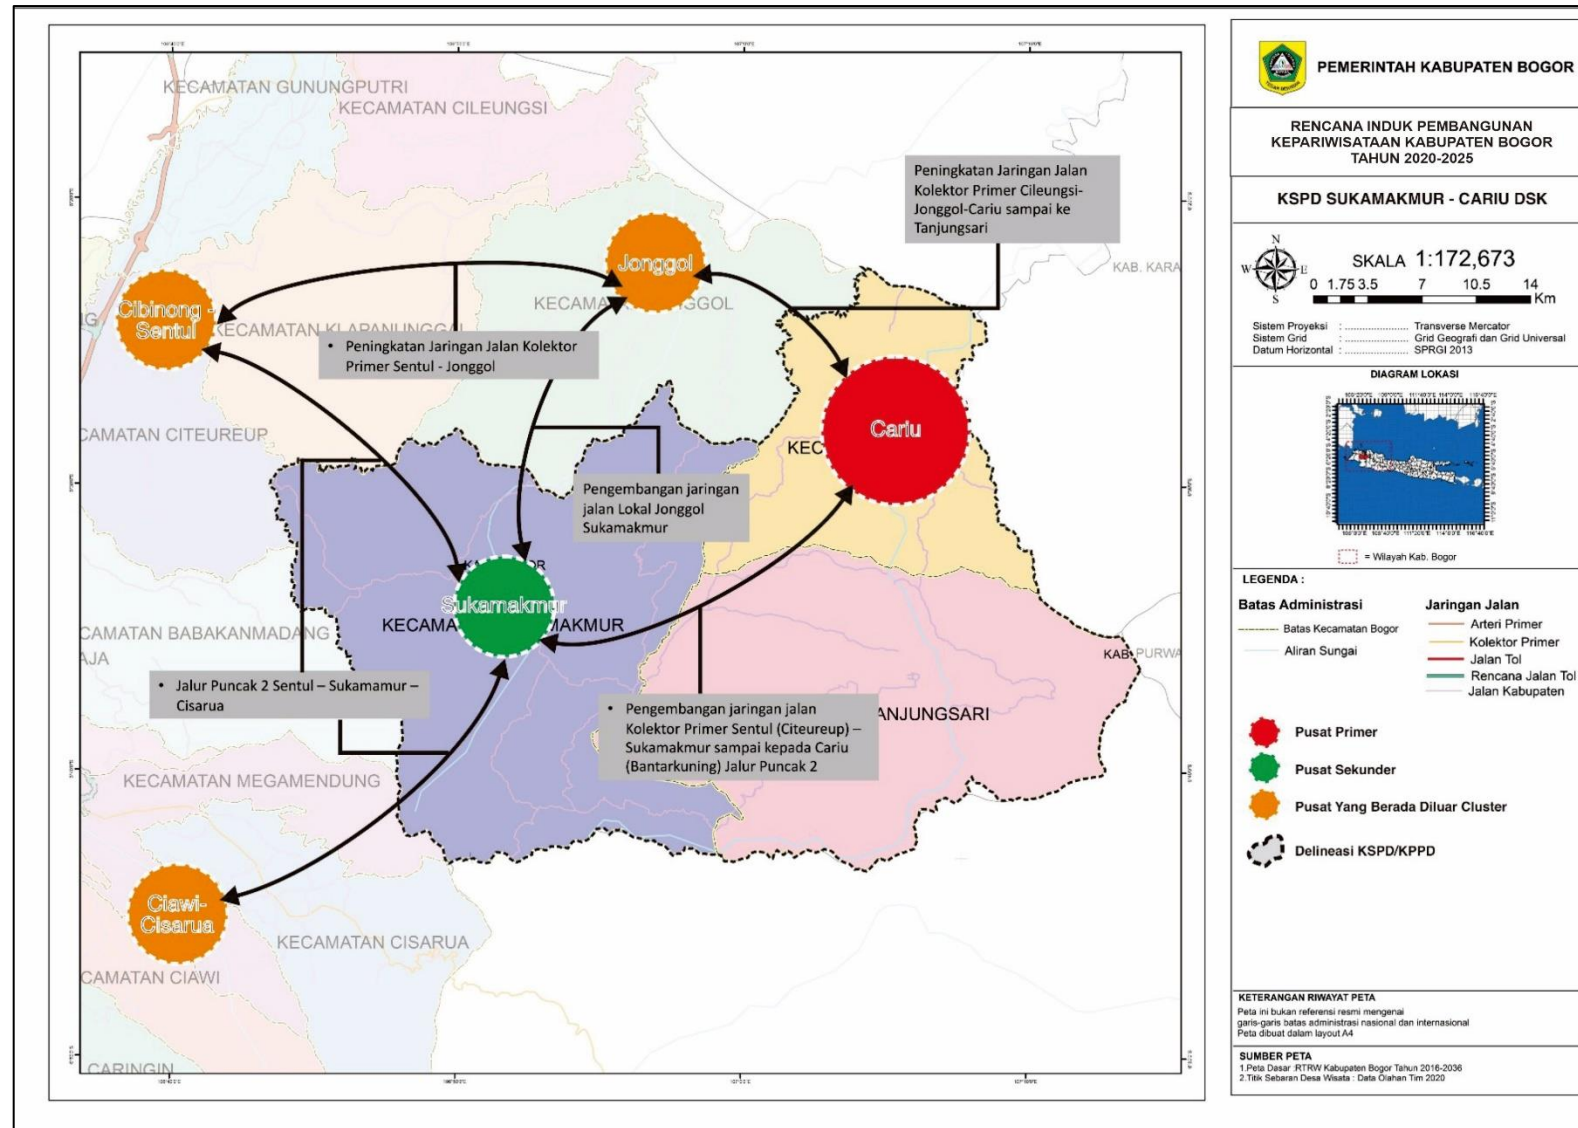 KECAMATAN GUNUNGPUTRI
KECAMATAN CILEUNGSI
Peningkatan Jaringan Jalan
Kolektor Primer Cileungsi-
Jonggol-Cariu sampai ke
Tanjungsari
Jonggol
KAB. KARA
Cibinong -
Sentul
KECAMATAN KLAPANUNGGAL
• Peningkatan Jaringan Jalan Kolektor
Primer Sentul - Jonggol
Cariu
KEC
CAMATAN CITEUREUP
Pengembangan jaringan
jalan Lokal Jonggol
Sukamakmur
Sukamakmur
KECAMA
MAKMUR
CAMATAN BABAKANMADANG
AJA
KAB. PURWA
• Jalur Puncak 2 Sentul – Sukamamur –
Cisarua
• Pengembangan jaringan jalan
Kolektor Primer Sentul (Citeureup) –
Sukamakmur sampai kepada Cariu
(Bantarkuning) Jalur Puncak 2
ANJUNGSARI
KECAMATAN MEGAMENDUNG
Ciawi-
Cisarua
KECAMATAN CISARUA
CAMATAN CIAWI
CARINGIN
PEMERINTAH KABUPATEN BOGOR
RENCANA INDUK PEMBANGUNAN
KEPARIWISATAAN KABUPATEN BOGOR
TAHUN 2020-2025
KSPD SUKAMAKMUR - CARIU DSK
N
W E
S
SKALA 1:172,673
0 1.75 3.5 7 10.5 14
Km
Sistem Proyeksi : ...................... Transverse Mercator
Sistem Grid : ...................... Grid Geografi dan Grid Universal
Datum Horizontal : ...................... SPRGI 2013
DIAGRAM LOKASI
= Wilayah Kab. Bogor
LEGENDA :
Batas Administrasi
Batas Kecamatan Bogor
Aliran Sungai
Jaringan Jalan
Arteri Primer
Kolektor Primer
Jalan Tol
Rencana Jalan Tol
Jalan Kabupaten
Pusat Primer
Pusat Sekunder
Pusat Yang Berada Diluar Cluster
Delineasi KSPD/KPPD
KETERANGAN RIWAYAT PETA
Peta ini bukan referensi resmi mengenai
garis-garis batas administrasi nasional dan internasional
Peta dibuat dalam layout A4
SUMBER PETA
1.Peta Dasar :RTRW Kabupaten Bogor Tahun 2016-2036
2.Titik Sebaran Desa Wisata : Data Olahan Tim 2020